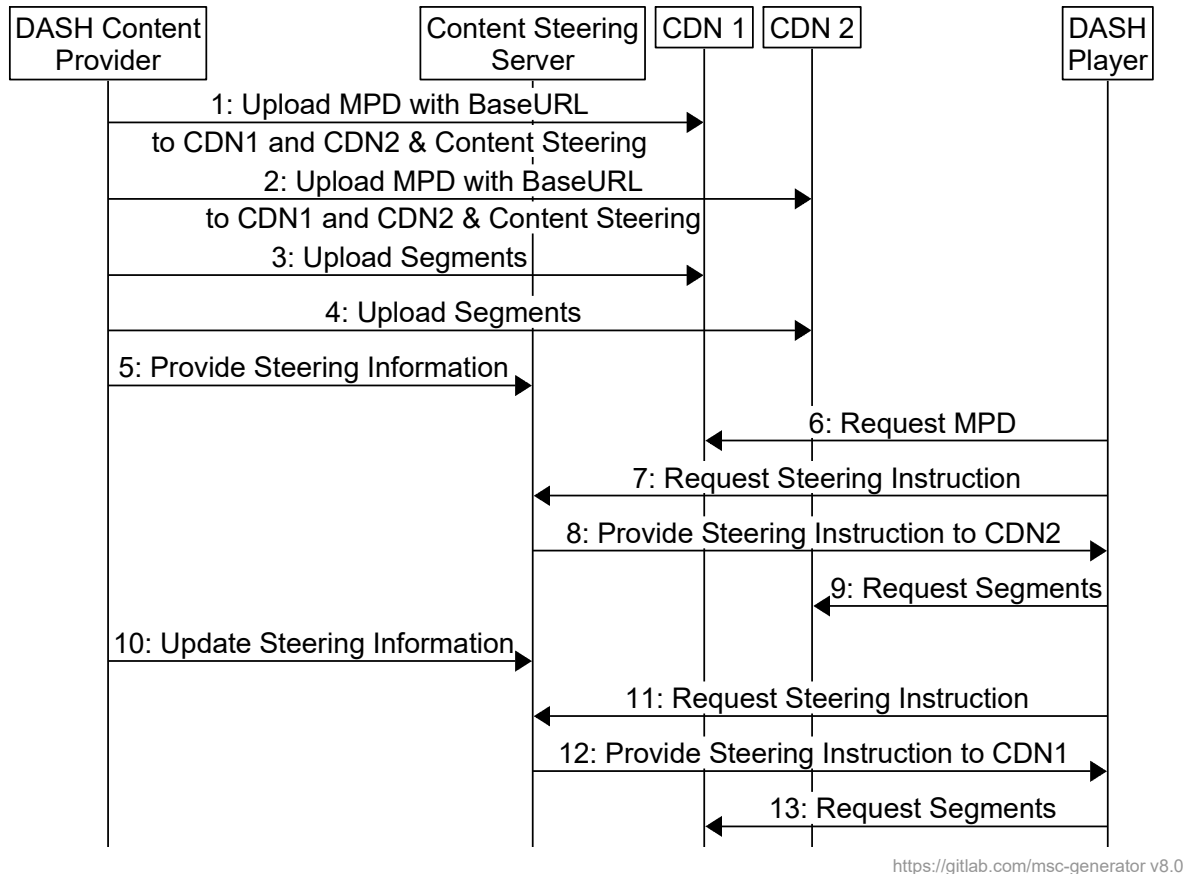 DASH Content
Provider
Content Steering
Server
CDN 1
CDN 2
DASH
Player
1: Upload MPD with BaseURL
to CDN1 and CDN2 & Content Steering
2: Upload MPD with BaseURL
to CDN1 and CDN2 & Content Steering
3: Upload Segments
4: Upload Segments
5: Provide Steering Information
6: Request MPD
7: Request Steering Instruction
8: Provide Steering Instruction to CDN2
9: Request Segments
10: Update Steering Information
11: Request Steering Instruction
12: Provide Steering Instruction to CDN1
13: Request Segments
https://gitlab.com/msc-generator v8.0